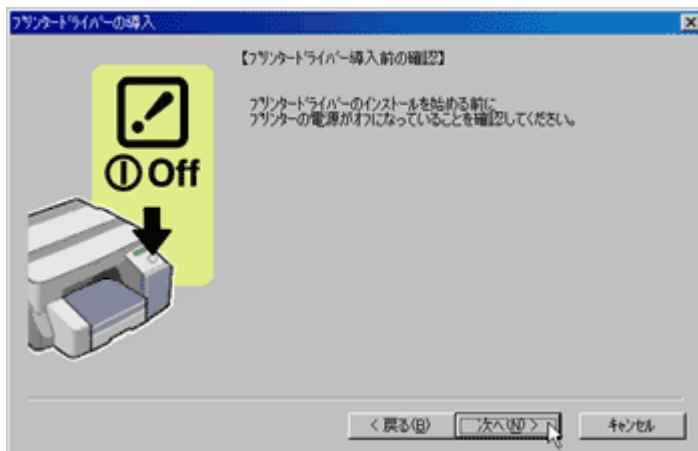 プリンタードライバーの導入
【プリンタードライバー導入前の確認】
プリンタードライバーのインストールを始める前に
プリンターの電源がオフになっていることを確認してください。
Off
< 戻る(B)
次へ(N) >
キャンセル